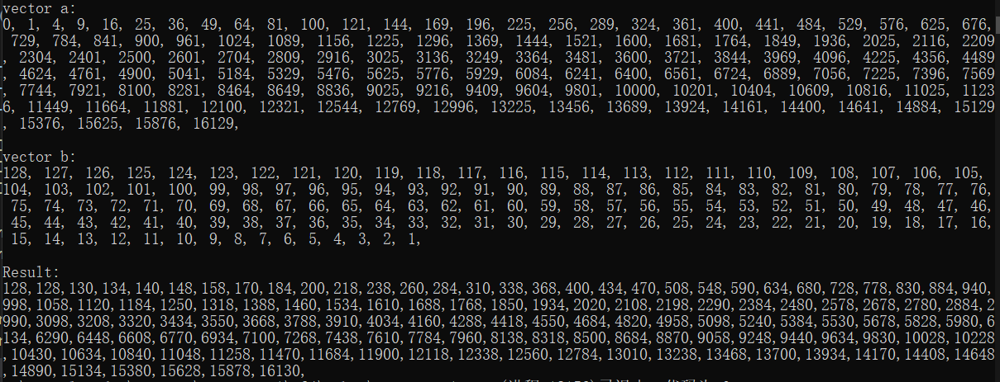 vector a:
0, 1, 4, 9, 16, 25, 36, 49, 64, 81, 100, 121, 144, 169, 196, 225, 256, 289, 324, 361, 400, 441, 484, 529, 576, 625, 676,
729, 784, 841, 900, 961, 1024, 1089, 1156, 1225, 1296, 1369, 1444, 1521, 1600, 1681, 1764, 1849, 1936, 2025, 2116, 2209
, 2304, 2401, 2500, 2601, 2704, 2809, 2916, 3025, 3136, 3249, 3364, 3481, 3600, 3721, 3844, 3969, 4096, 4225, 4356, 4489
, 4624, 4761, 4900, 5041, 5184, 5329, 5476, 5625, 5776, 5929, 6084, 6241, 6400, 6561, 6724, 6889, 7056, 7225, 7396, 7569
, 7744, 7921, 8100, 8281, 8464, 8649, 8836, 9025, 9216, 9409, 9604, 9801, 10000, 10201, 10404, 10609, 10816, 11025, 1123
6, 11449, 11664, 11881, 12100, 12321, 12544, 12769, 12996, 13225, 13456, 13689, 13924, 14161, 14400, 14641, 14884, 15129
, 15376, 15625, 15876, 16129,
vector b:
128, 127, 126, 125, 124, 123, 122, 121, 120, 119, 118, 117, 116, 115, 114, 113, 112, 111, 110, 109, 108, 107, 106, 105,
104, 103, 102, 101, 100, 99, 98, 97, 96, 95, 94, 93, 92, 91, 90, 89, 88, 87, 86, 85, 84, 83, 82, 81, 80, 79, 78, 77, 76,
75, 74, 73, 72, 71, 70, 69, 68, 67, 66, 65, 64, 63, 62, 61, 60, 59, 58, 57, 56, 55, 54, 53, 52, 51, 50, 49, 48, 47, 46,
45, 44, 43, 42, 41, 40, 39, 38, 37, 36, 35, 34, 33, 32, 31, 30, 29, 28, 27, 26, 25, 24, 23, 22, 21, 20, 19, 18, 17, 16,
15, 14, 13, 12, 11, 10, 9, 8, 7, 6, 5, 4, 3, 2, 1,
Result:
128,128,130,134,140,148,158,170,184,200,218,238,260,284,310,338,368,400,434,470,508,548,590,634,680,728,778,830,884,940,
998,1058,1120,1184,1250,1318,1388,1460,1534,1610,1688,1768,1850,1934,2020,2108,2198,2290,2384,2480,2578,2678,2780,2884,2
990,3098,3208,3320,3434,3550,3668,3788,3910,4034,4160,4288,4418,4550,4684,4820,4958,5098,5240,5384,5530,5678,5828,5980,6
134,6290,6448,6608,6770,6934,7100,7268,7438,7610,7784,7960,8138,8318,8500,8684,8870,9058,9248,9440,9634,9830,10028,10228
,10430,10634,10840,11048,11258,11470,11684,11900,12118,12338,12560,12784,13010,13238,13468,13700,13934,14170,14408,14648
,14890,15134,15380,15628,15878,16130,